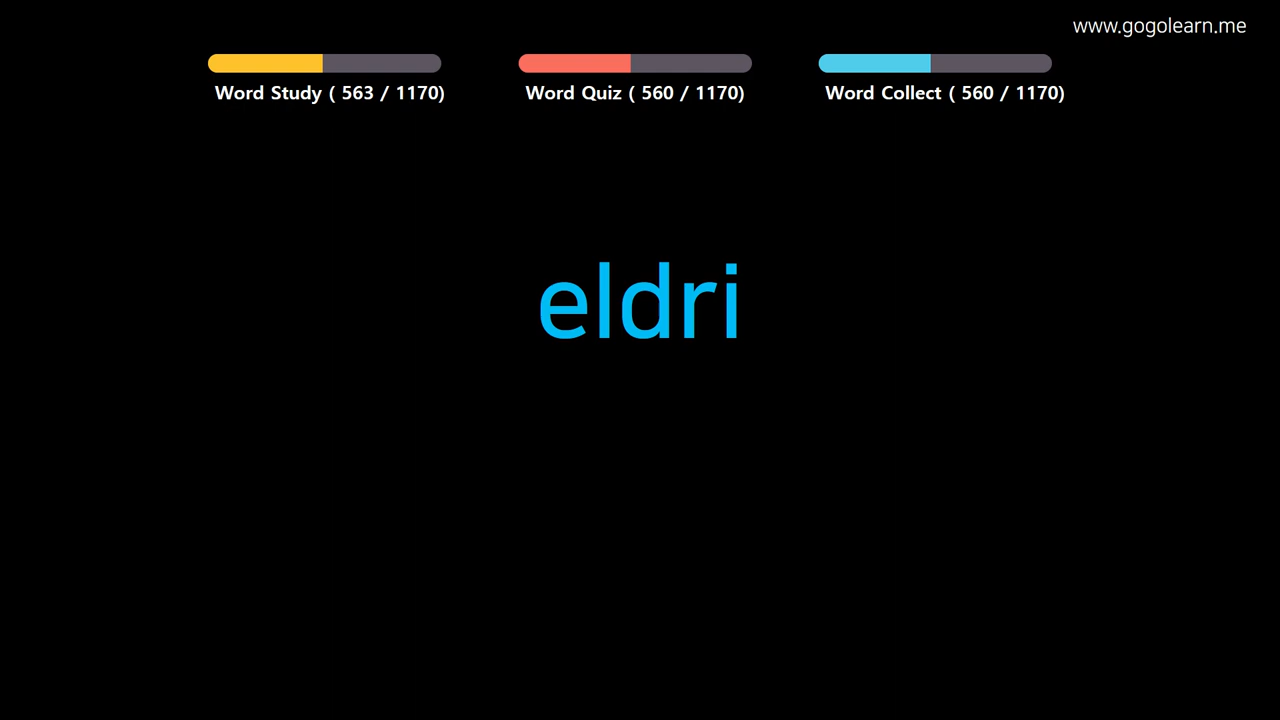 www.gogolearn.me
Word Study ( 563 / 1170)
Word Quiz ( 560 / 1170)
Word Collect ( 560 / 1170)
eldri